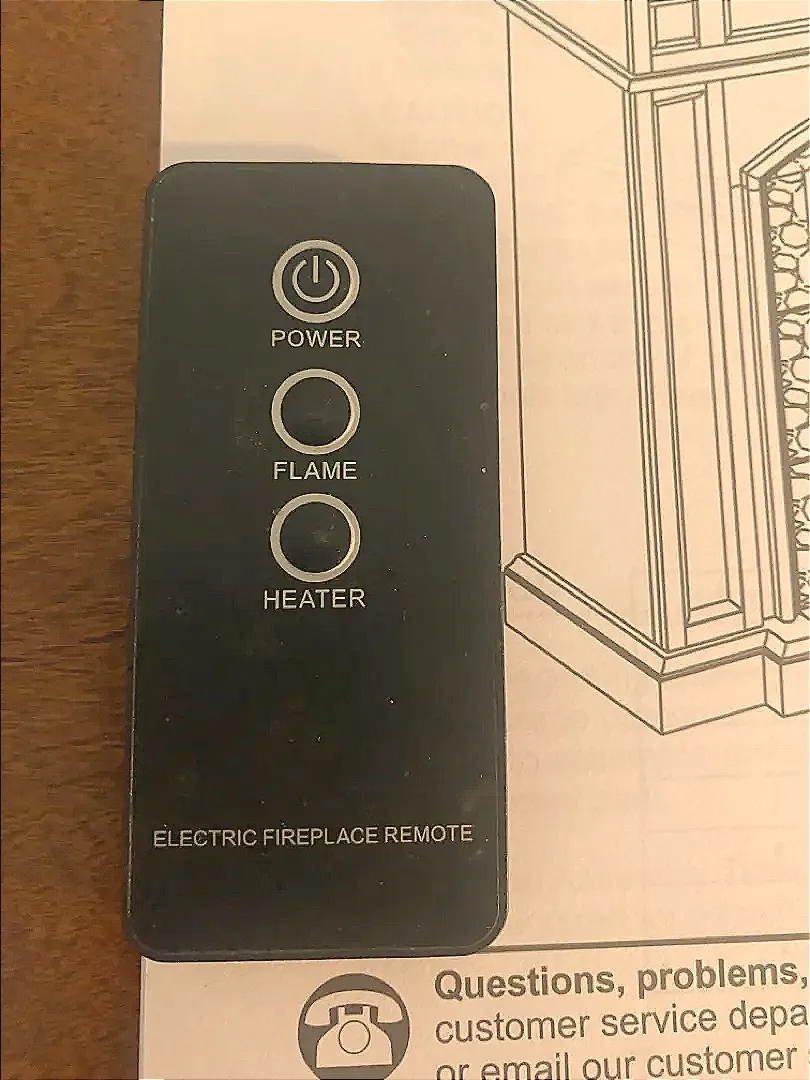 POWER
FLAME
HEATER
ELECTRIC FIREPLACE REMOTE
Questions, problems,
customer service depa
or email our customer